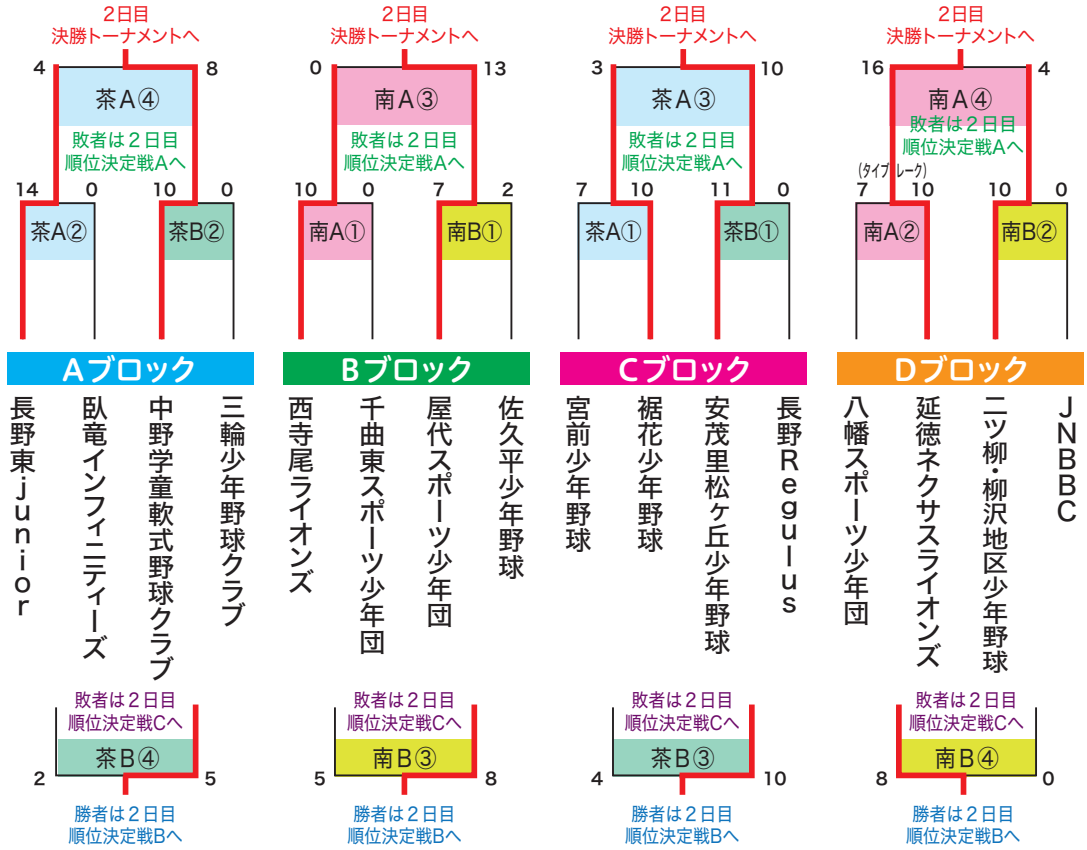 2日目
決勝トーナメントへ
4
8
茶A④
敗者は2日目
順位決定戦Aへ
14
0
10
0
茶A②
茶B②
Aブロック
長野東junior
臥竜インフィニティーズ
中野学童軟式野球クラブ
三輪少年野球クラブ
敗者は2日目
順位決定戦Cへ
茶B④
2
5
勝者は2日目
順位決定戦Bへ
2日目
決勝トーナメントへ
0
13
南A③
敗者は2日目
順位決定戦Aへ
10
0
7
2
南A①
南B①
Bブロック
西寺尾ライオンズ
千曲東スポーツ少年団
屋代スポーツ少年団
佐久平少年野球
敗者は2日目
順位決定戦Cへ
南B③
5
8
勝者は2日目
順位決定戦Bへ
2日目
決勝トーナメントへ
3
10
茶A③
敗者は2日目
順位決定戦Aへ
7
10
11
0
茶A①
茶B①
Cブロック
宮前少年野球
裾花少年野球
安茂里松ヶ丘少年野球
長野Regulus
敗者は2日目
順位決定戦Cへ
茶B③
4
10
勝者は2日目
順位決定戦Bへ
2日目
決勝トーナメントへ
16
4
南A④
敗者は2日目
順位決定戦Aへ
(タイブレーク)
7
10
10
0
南A②
南B②
Dブロック
八幡スポーツ少年団
延徳ネクサスライオンズ
二ツ柳・柳沢地区少年野球
JNBBC
敗者は2日目
順位決定戦Cへ
南B④
8
0
勝者は2日目
順位決定戦Bへ